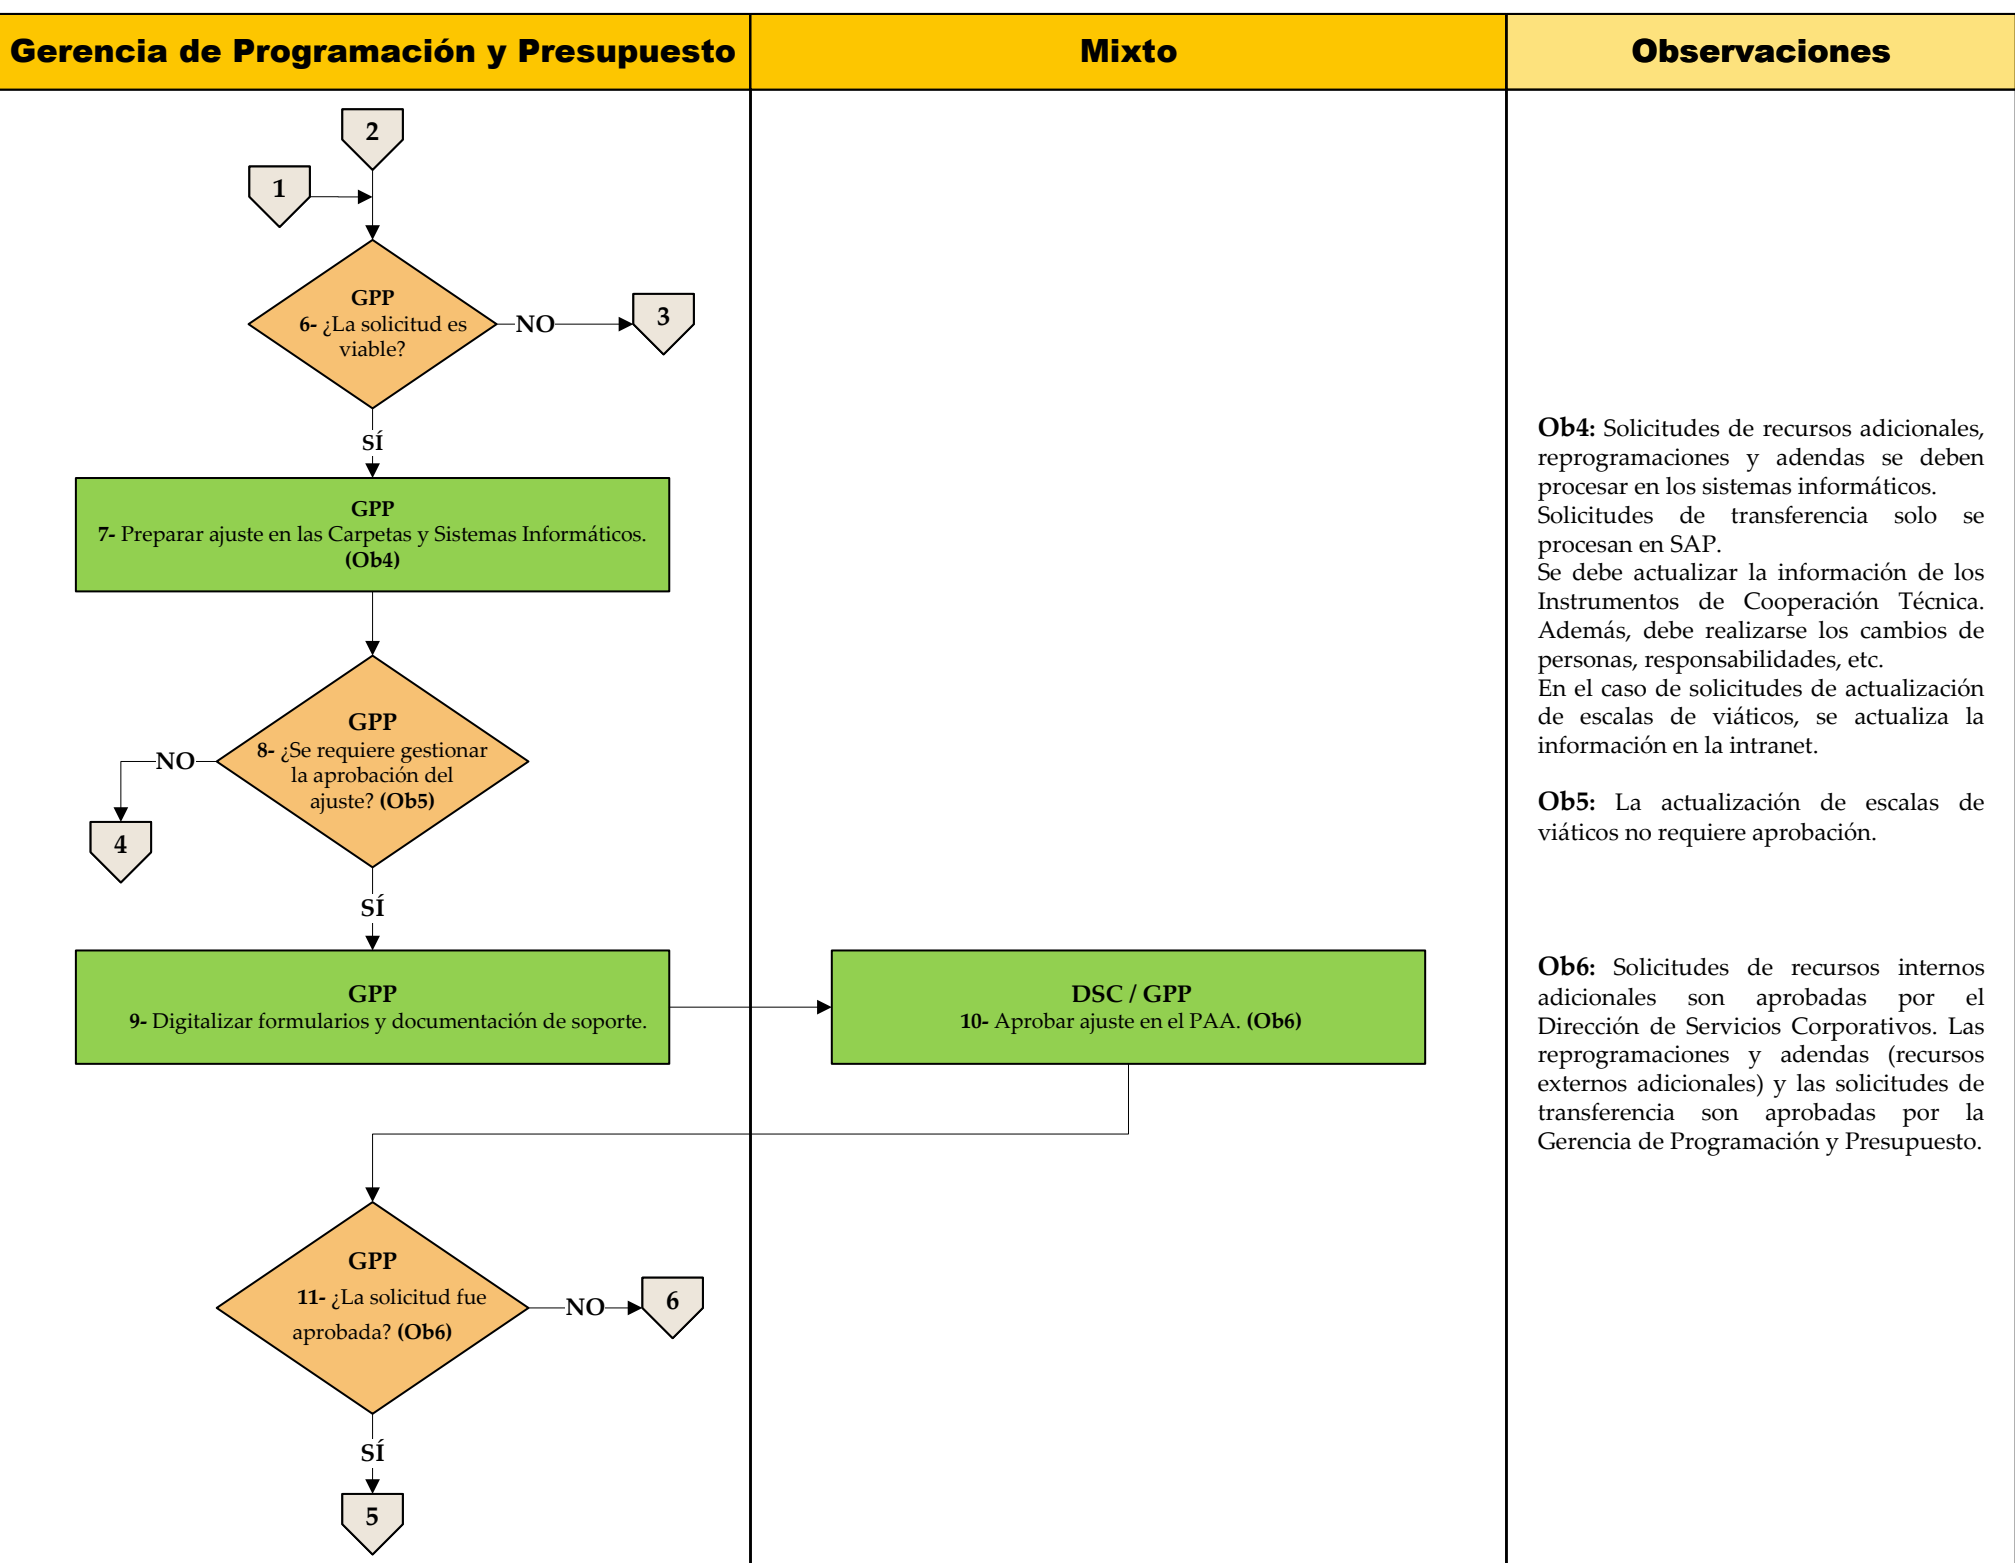 Gerencia de Programación y Presupuesto
Mixto
Observaciones
2
1
GPP
6- ¿La solicitud es
viable?
NO
3
SÍ
GPP
7- Preparar ajuste en las Carpetas y Sistemas Informáticos.
(Ob4)
GPP
8- ¿Se requiere gestionar
la aprobación del
ajuste? (Ob5)
NO
4
SÍ
GPP
9- Digitalizar formularios y documentación de soporte.
DSC / GPP
10- Aprobar ajuste en el PAA. (Ob6)
GPP
11- ¿La solicitud fue
aprobada? (Ob6)
NO
6
SÍ
5
Ob4: Solicitudes de recursos adicionales,
reprogramaciones y adendas se deben
procesar en los sistemas informáticos.
Solicitudes de transferencia solo se
procesan en SAP.
Se debe actualizar la información de los
Instrumentos de Cooperación Técnica.
Además, debe realizarse los cambios de
personas, responsabilidades, etc.
En el caso de solicitudes de actualización
de escalas de viáticos, se actualiza la
información en la intranet.
Ob5: La actualización de escalas de
viáticos no requiere aprobación.
Ob6: Solicitudes de recursos internos
adicionales son aprobadas por el
Dirección de Servicios Corporativos. Las
reprogramaciones y adendas (recursos
externos adicionales) y las solicitudes de
transferencia son aprobadas por la
Gerencia de Programación y Presupuesto.